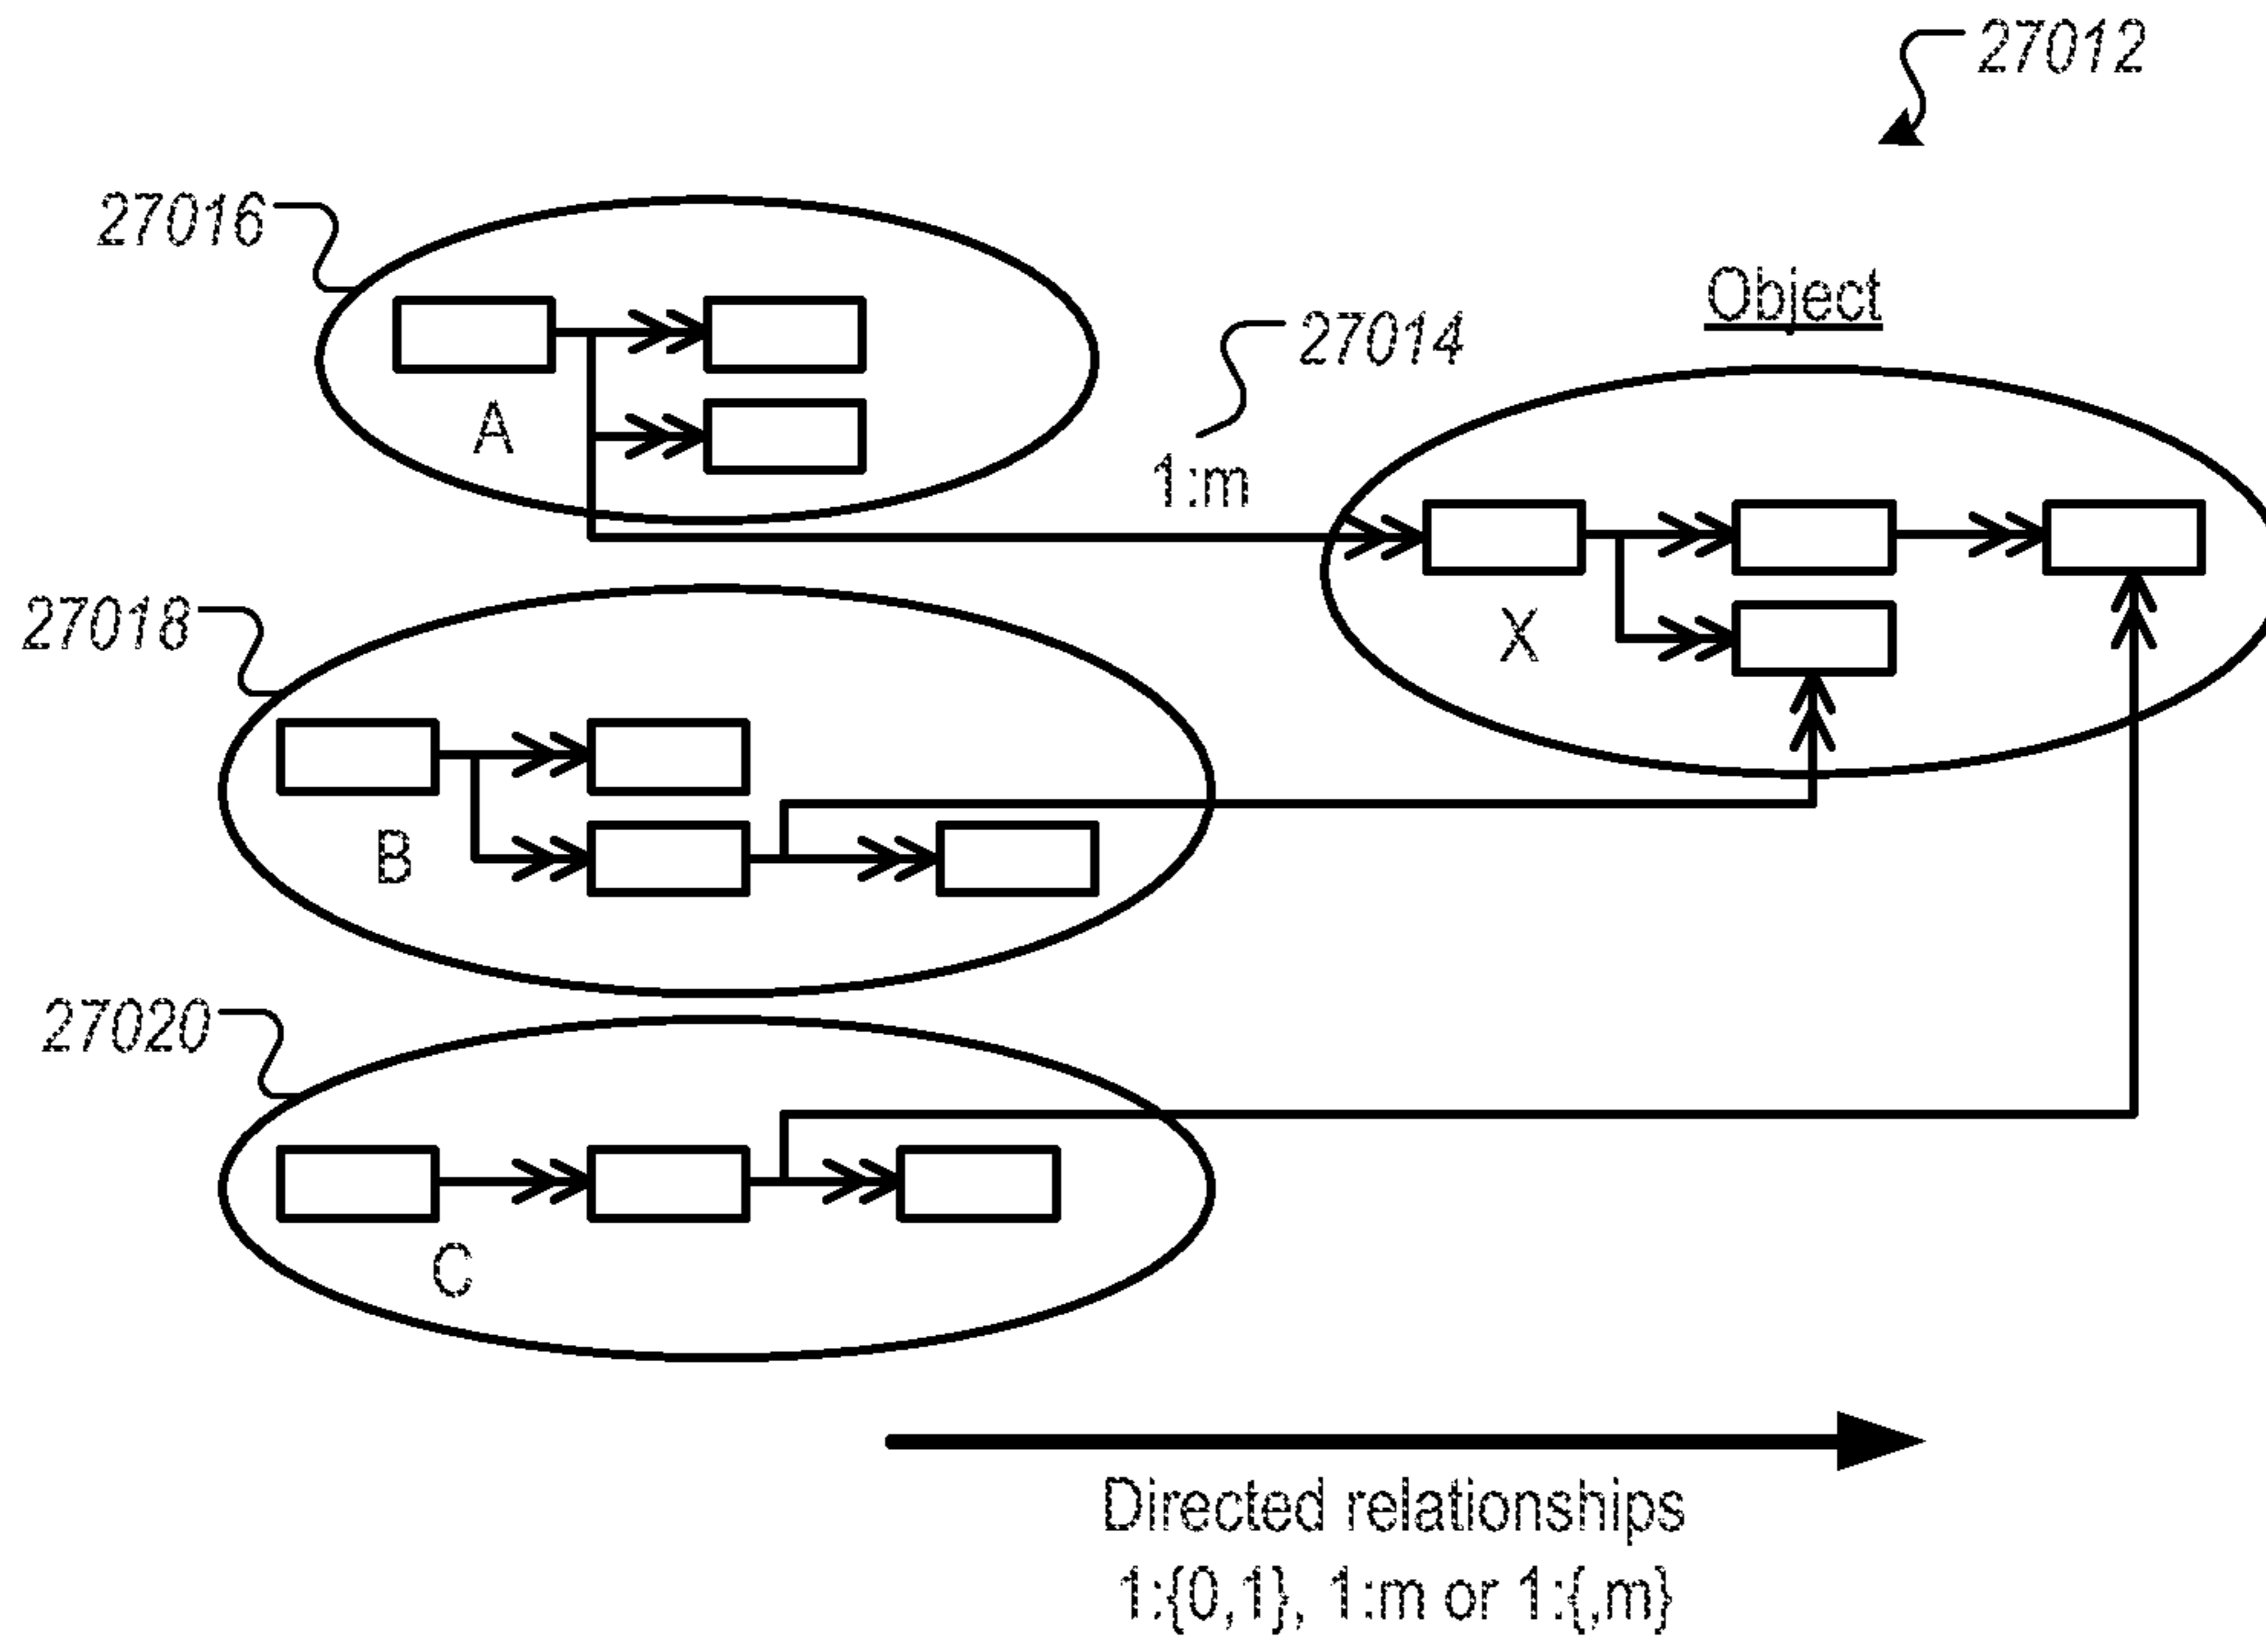 27012
27016
Object
27014
A
1:m
27018
X
B
27020
C
Directed relationships
1:{0,1}, 1:m or 1:{,m}